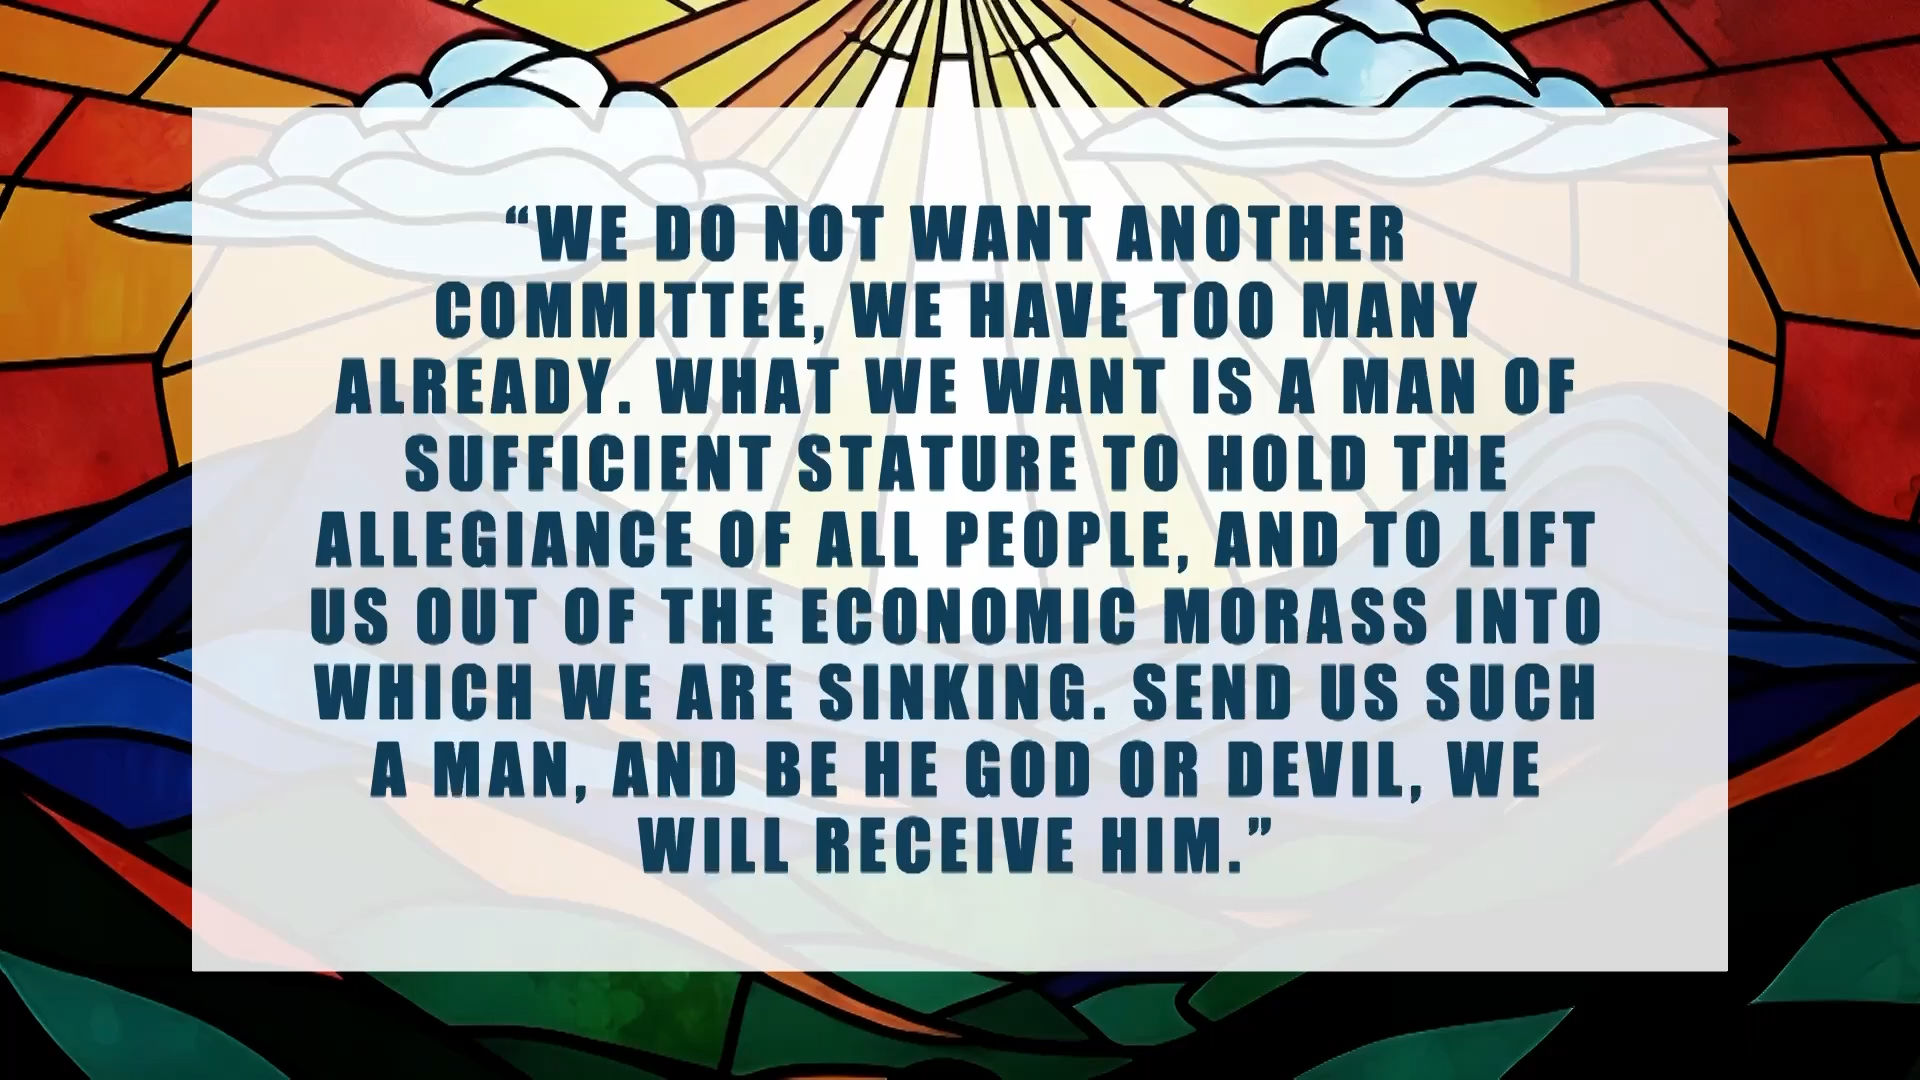 “WE DO NOT WANT ANOTHER
COMMITTEE, WE HAVE TOO MANY
ALREADY. WHAT WE WANT IS A MAN OF
SUFFICIENT STATURE TO HOLD THE
ALLEGIANCE OF ALL PEOPLE, AND TO LIFT
US OUT OF THE ECONOMIC MORASS INTO
WHICH WE ARE SINKING. SEND US SUCH
A MAN, AND BE HE GOD OR DEVIL, WE
WILL RECEIVE HIM.”